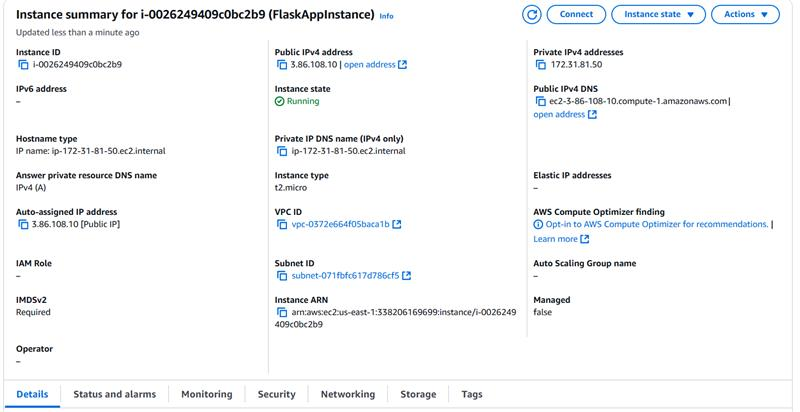 Instance summary for i-0026249409c0bc2b9 (FlaskAppInstance) Info
Connect
Instance state
Actions
Updated less than a minute ago
Instance ID
i-0026249409c0bc2b9
Public IPv4 address
3.86.108.10 | open address
Private IPv4 addresses
172.31.81.50
IPv6 address
–
Instance state
Running
Public IPv4 DNS
ec2-3-86-108-10.compute-1.amazonaws.com |
open address
Hostname type
IP name: ip-172-31-81-50.ec2.internal
Private IP DNS name (IPv4 only)
ip-172-31-81-50.ec2.internal
Answer private resource DNS name
IPv4 (A)
Instance type
t2.micro
Elastic IP addresses
–
Auto-assigned IP address
3.86.108.10 [Public IP]
VPC ID
vpc-0372e664f05baca1b
AWS Compute Optimizer finding
Opt-in to AWS Compute Optimizer for recommendations. |
Learn more
IAM Role
–
Subnet ID
subnet-071fbfc617d786cf5
Auto Scaling Group name
–
IMDSv2
Required
Instance ARN
arn:aws:ec2:us-east-1:338206169699:instance/i-0026249
409c0bc2b9
Managed
false
Operator
–
Details
Status and alarms
Monitoring
Security
Networking
Storage
Tags